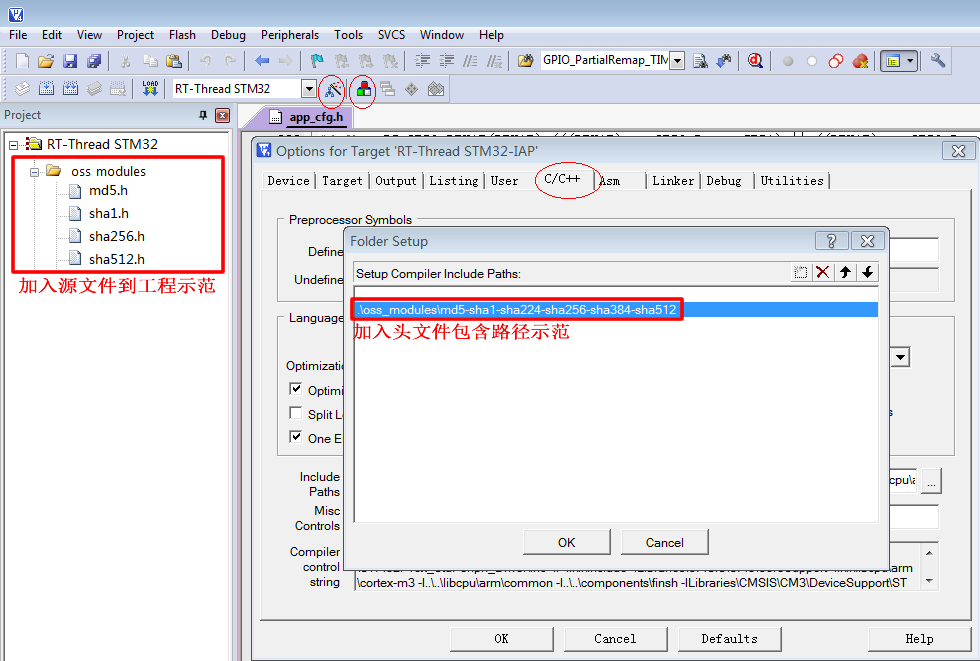 File Edit View Project Flash Debug Peripherals Tools SVCS Window Help
GPIO_PartialRemap_TIM
LOAD
RT-Thread STM32
Project
app_cfg.h
RT-Thread STM32
oss modules
md5.h
sha1.h
sha256.h
sha512.h
加入源文件到工程示范
Options for Target 'RT-Thread STM32-IAP'
Device Target Output Listing User C/C++ Asm Linker Debug Utilities
Preprocessor Symbols
Define
Undefine
Language
Optimizatio
Optimi
Split L
One E
Include
Paths
cpu\a
...
Misc
Controls
Compiler
control
string
\arm
\cortex-m3 -I..\..\libcpu\arm\common -I..\..\components\finsh -ILibraries\CMSIS\CM3\DeviceSupport\ST
Folder Setup
Setup Compiler Include Paths:
.\oss_modules\md5-sha1-sha224-sha256-sha384-sha512
加入头文件包含路径示范
OK Cancel
OK Cancel Defaults Help